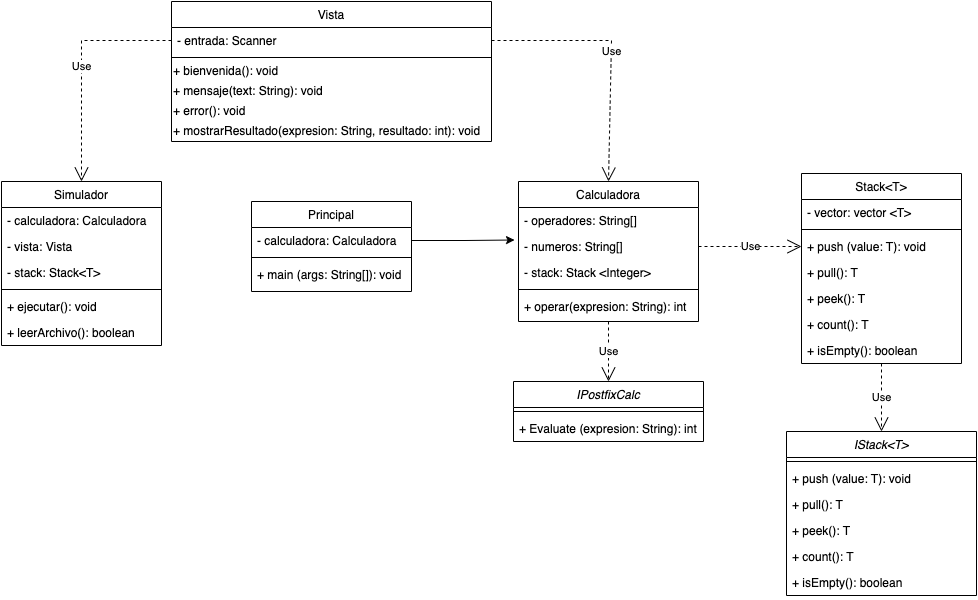 Vista
- entrada: Scanner
+ bienvenida(): void
+ mensaje(text: String): void
+ error(): void
+ mostrarResultado(expresion: String, resultado: int): void
Use
Use
Simulador
- calculadora: Calculadora
- vista: Vista
- stack: Stack<T>
+ ejecutar(): void
+ leerArchivo(): boolean
Principal
- calculadora: Calculadora
+ main (args: String[]): void
Calculadora
- operadores: String[]
- numeros: String[]
- stack: Stack <Integer>
+ operar(expresion: String): int
Use
Stack<T>
- vector: vector <T>
+ push (value: T): void
+ pull(): T
+ peek(): T
+ count(): T
+ isEmpty(): boolean
Use
IPostfixCalc
+ Evaluate (expresion: String): int
Use
IStack<T>
+ push (value: T): void
+ pull(): T
+ peek(): T
+ count(): T
+ isEmpty(): boolean